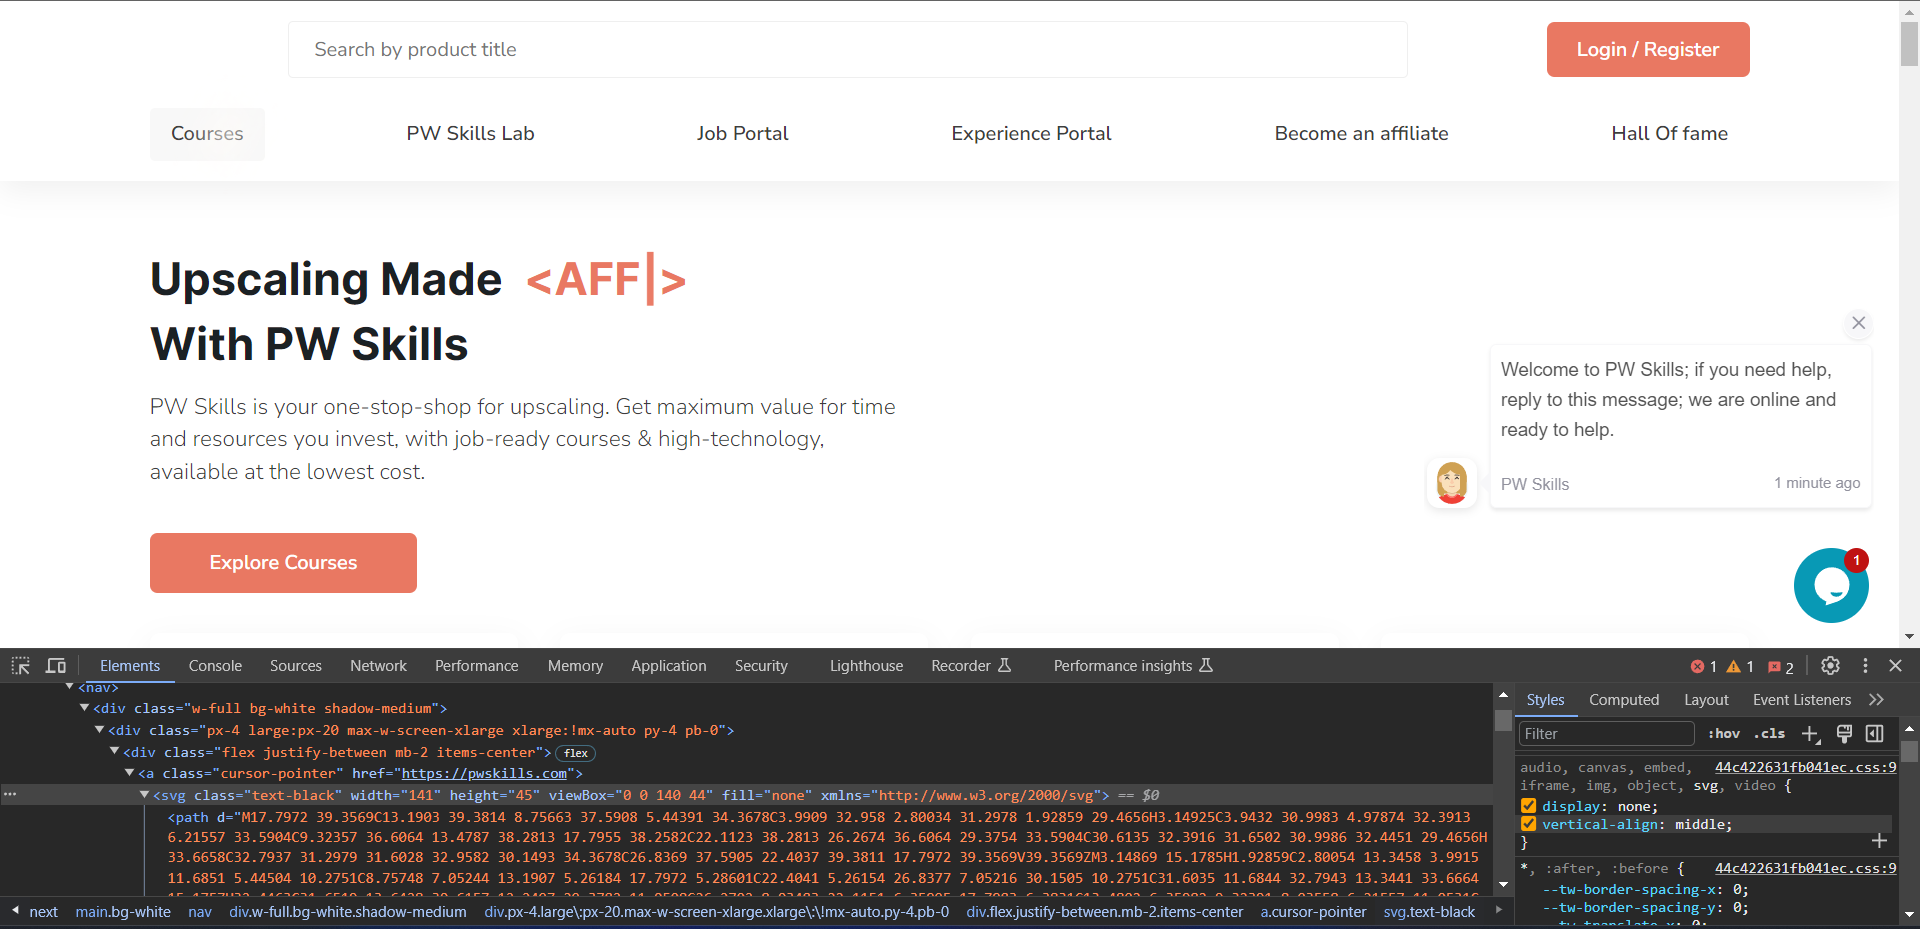 Search by product title
Login / Register
Courses
PW Skills Lab
Job Portal
Experience Portal
Become an affiliate
Hall Of fame
Upscaling Made <AFF|>
With PW Skills
PW Skills is your one-stop-shop for upscaling. Get maximum value for time
and resources you invest, with job-ready courses & high-technology,
available at the lowest cost.
Explore Courses
Welcome to PW Skills; if you need help,
reply to this message; we are online and
ready to help.
PW Skills
1 minute ago
1
Elements
Console
Sources
Network
Performance
Memory
Application
Security
Lighthouse
Recorder
Performance insights
1
1
2
<nav>
<div class="w-full bg-white shadow-medium">
<div class="px-4 large:px-20 max-w-screen-xlarge xlarge:!mx-auto py-4 pb-0">
<div class="flex justify-between mb-2 items-center"> flex
<a class="cursor-pointer" href="https://pwskills.com">
<svg class="text-black" width="141" height="45" viewBox="0 0 140 44" fill="none" xmlns="http://www.w3.org/2000/svg"> == $0
<path d="M17.7972 39.3569C13.1903 39.3814 8.75663 37.5908 5.44391 34.3678C3.9909 32.958 2.80034 31.2978 1.92859 29.4656H3.14925C3.9432 30.9983 4.97874 32.3913
6.21557 33.5904C9.32357 36.6064 13.4787 38.2813 17.7955 38.2582C22.1123 38.2813 26.2674 36.6064 29.3754 33.5904C30.6135 32.3916 31.6502 30.9986 32.4451 29.4656H
33.6658C32.7937 31.2979 31.6028 32.9582 30.1493 34.3678C26.8369 37.5905 22.4037 39.3811 17.7972 39.3569V39.3569ZM3.14869 15.1785H1.92859C2.80054 13.3458 3.9915
11.6851 5.44504 10.2751C8.75748 7.05244 13.1907 5.26184 17.7972 5.28601C22.4041 5.26154 26.8377 7.05216 30.1505 10.2751C31.6035 11.6844 32.7943 13.3441 33.6664
next
main.bg-white
nav
div.w-full.bg-white.shadow-medium
div.px-4.large\:px-20.max-w-screen-xlarge.xlarge\:\!mx-auto.py-4.pb-0
div.flex.justify-between.mb-2.items-center
a.cursor-pointer
svg.text-black
Styles
Computed
Layout
Event Listeners
Filter
:hov
.cls
audio, canvas, embed, 44c422631fb041ec.css:9
iframe, img, object, svg, video {
display: none;
vertical-align: middle;
}
*, :after, :before { 44c422631fb041ec.css:9
--tw-border-spacing-x: 0;
--tw-border-spacing-y: 0;